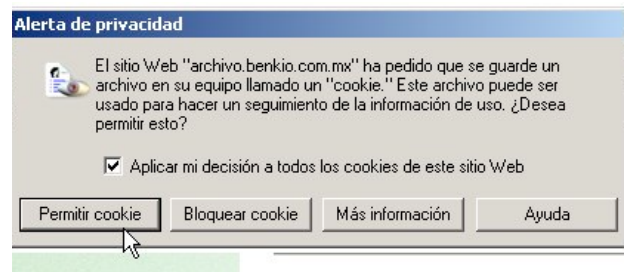 Alerta de privacidad
El sitio Web "archivo.benkio.com.mx" ha pedido que se guarde un
archivo en su equipo llamado un "cookie." Este archivo puede ser
usado para hacer un seguimiento de la información de uso. ¿Desea
permitir esto?
Aplicar mi decisión a todos los cookies de este sitio Web
Permitir cookie Bloquear cookie Más información Ayuda